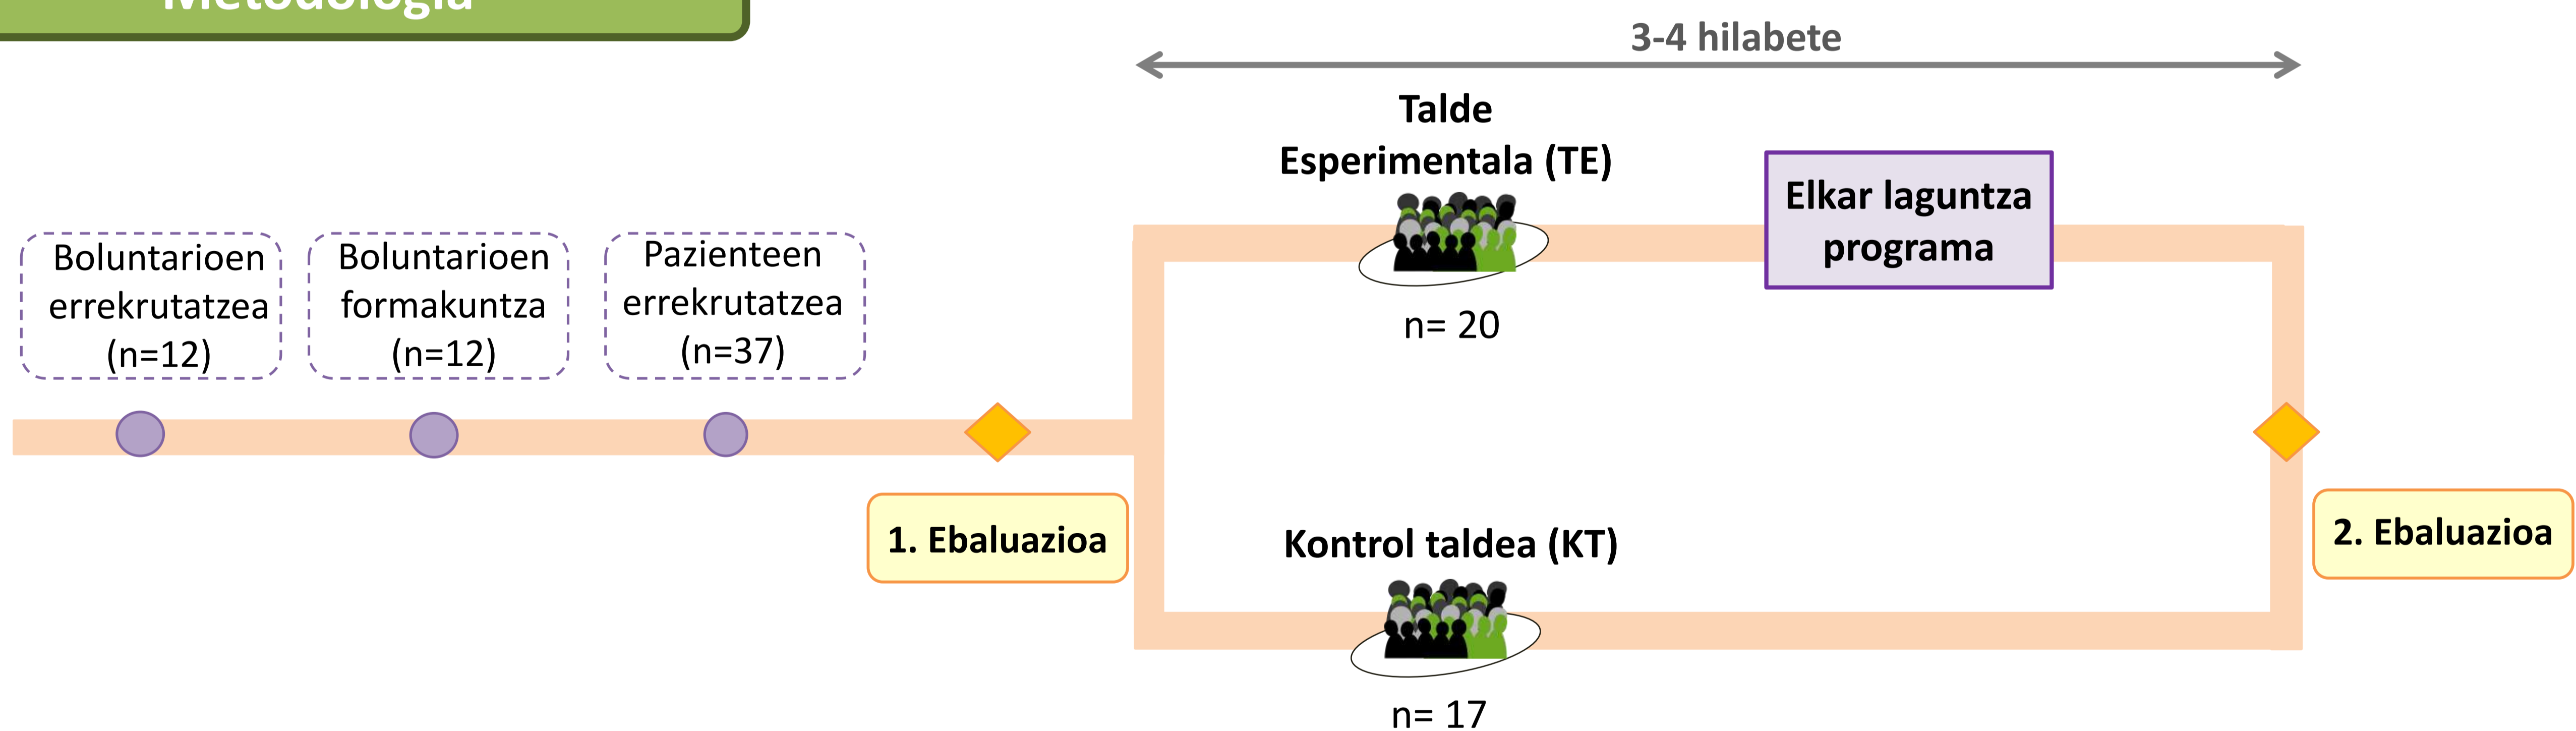 Metodologia
3-4 hilabete
Talde
Esperimentala (TE)
Elkar laguntza
programa
n= 20
Boluntarioen
errekrutatzea
(n=12)
Boluntarioen
formakuntza
(n=12)
Pazienteen
errekrutatzea
(n=37)
1. Ebaluazioa
2. Ebaluazioa
Kontrol taldea (KT)
n= 17